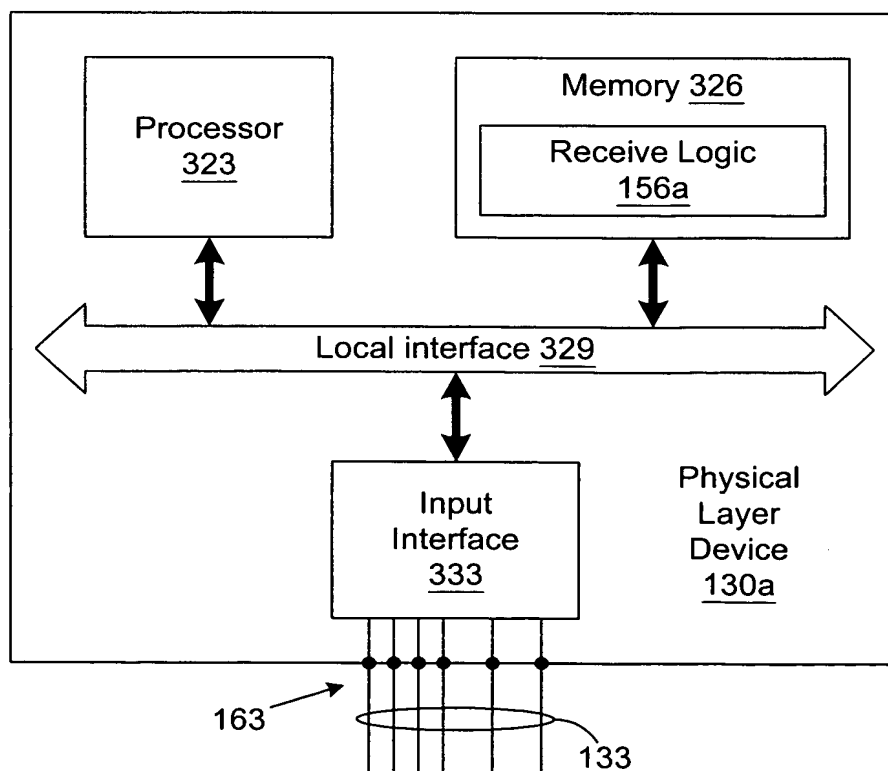 Processor
323
Memory 326
Receive Logic
156a
Local interface 329
Input
Interface
333
Physical
Layer
Device
130a
163
133